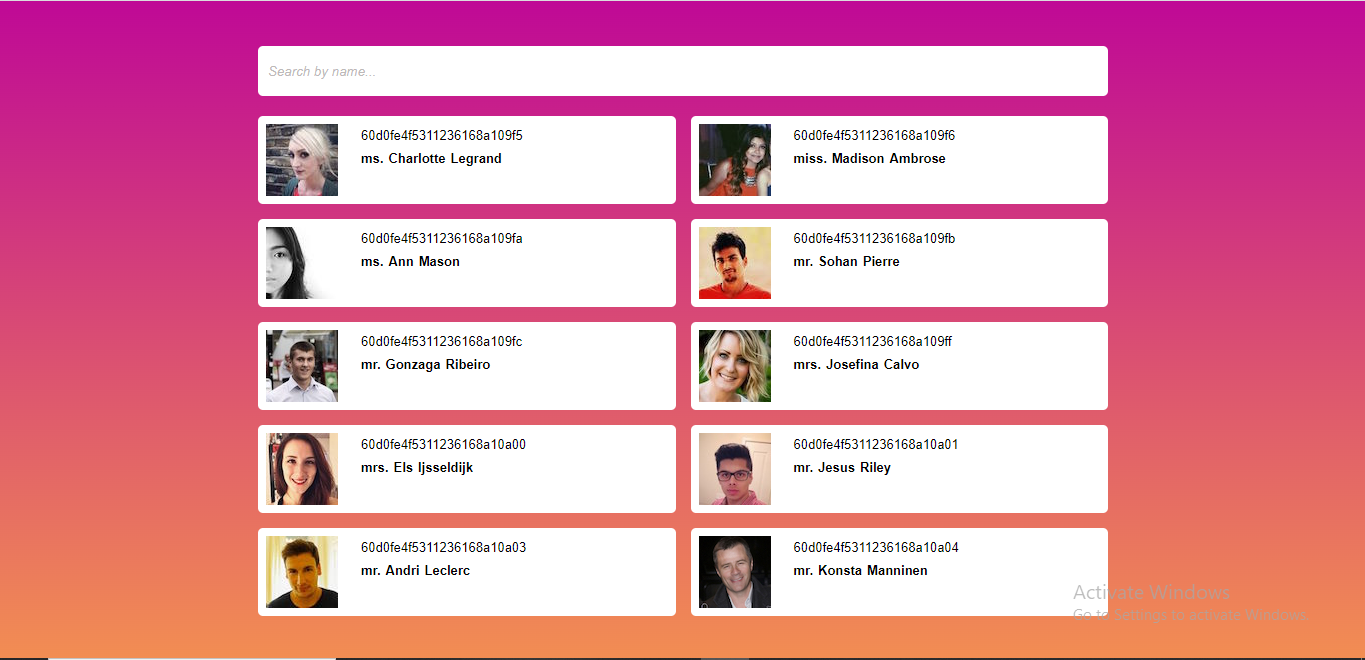 Search by name...
60d0fe4f5311236168a109f5
ms. Charlotte Legrand
60d0fe4f5311236168a109f6
miss. Madison Ambrose
60d0fe4f5311236168a109fa
ms. Ann Mason
60d0fe4f5311236168a109fb
mr. Sohan Pierre
60d0fe4f5311236168a109fc
mr. Gonzaga Ribeiro
60d0fe4f5311236168a109ff
mrs. Josefina Calvo
60d0fe4f5311236168a10a00
mrs. Els Ijsseldijk
60d0fe4f5311236168a10a01
mr. Jesus Riley
60d0fe4f5311236168a10a03
mr. Andri Leclerc
60d0fe4f5311236168a10a04
mr. Konsta Manninen
Activate Windows
Go to Settings to activate Windows.